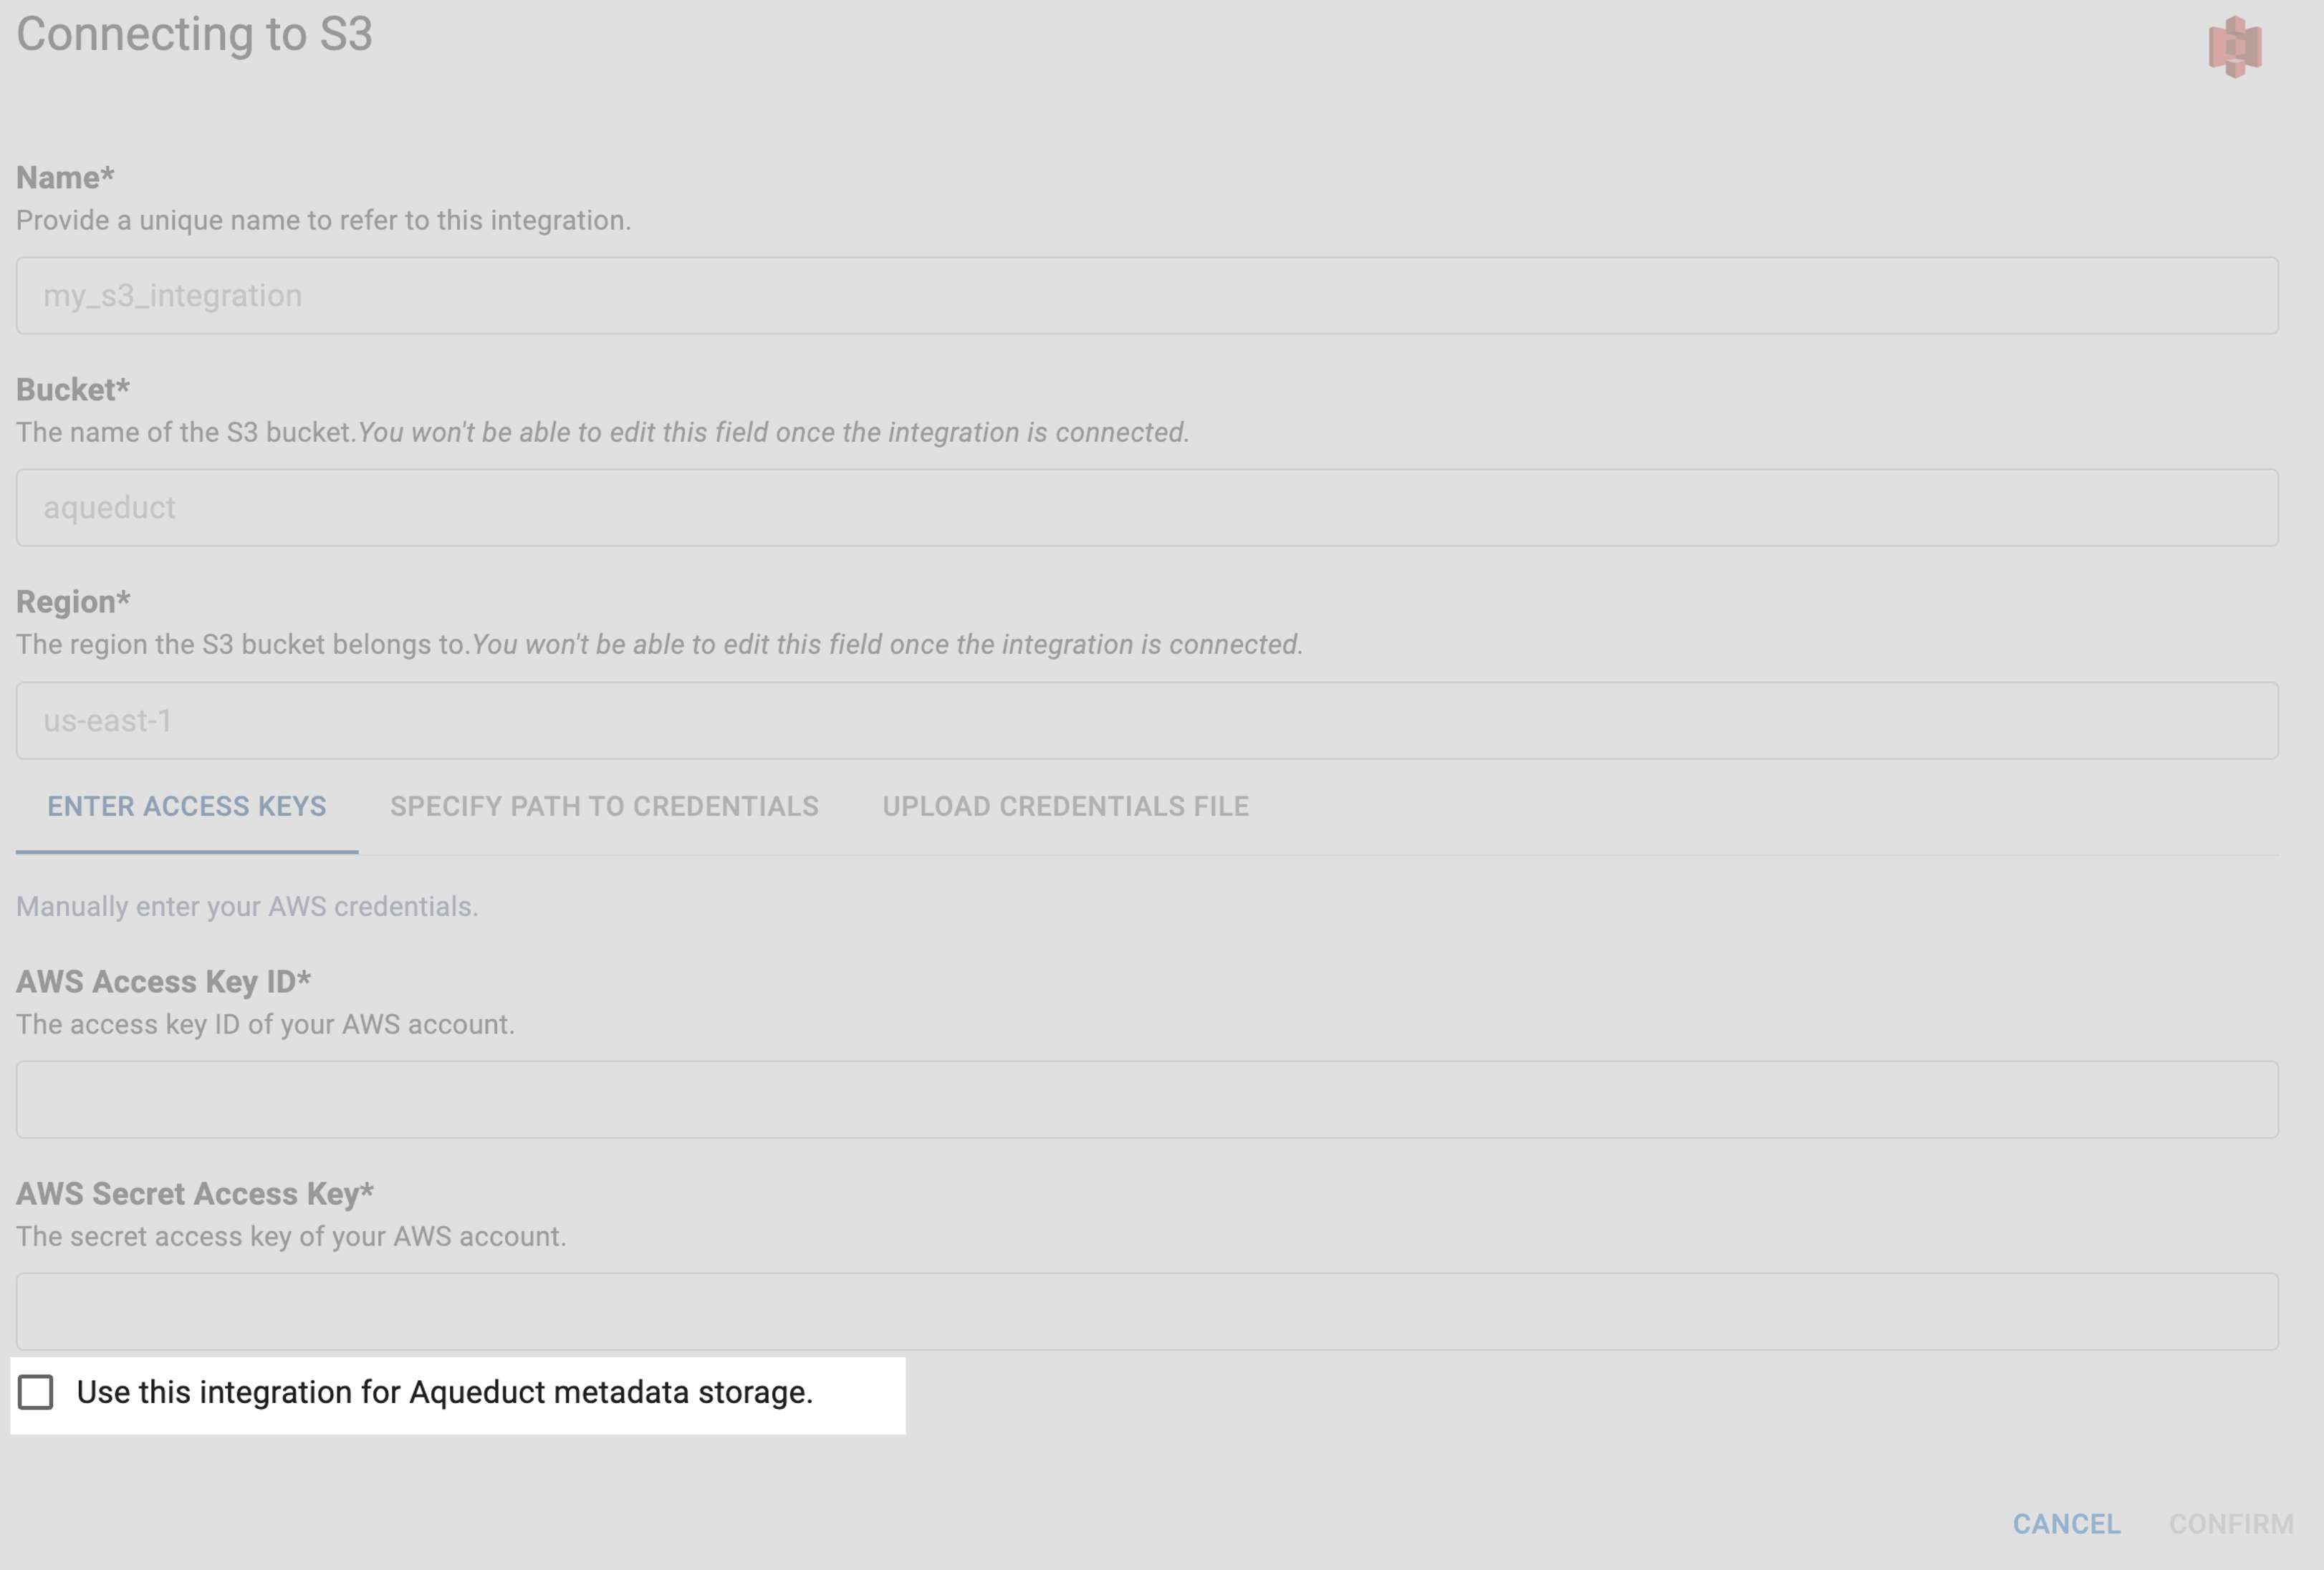 Connecting to S3
Name*
Provide a unique name to refer to this integration.
my_s3_integration
Bucket*
The name of the S3 bucket.You won't be able to edit this field once the integration is connected.
aqueduct
Region*
The region the S3 bucket belongs to.You won't be able to edit this field once the integration is connected.
us-east-1
ENTER ACCESS KEYS SPECIFY PATH TO CREDENTIALS UPLOAD CREDENTIALS FILE
Manually enter your AWS credentials.
AWS Access Key ID*
The access key ID of your AWS account.
AWS Secret Access Key*
The secret access key of your AWS account.
Use this integration for Aqueduct metadata storage.
CANCEL CONFIRM